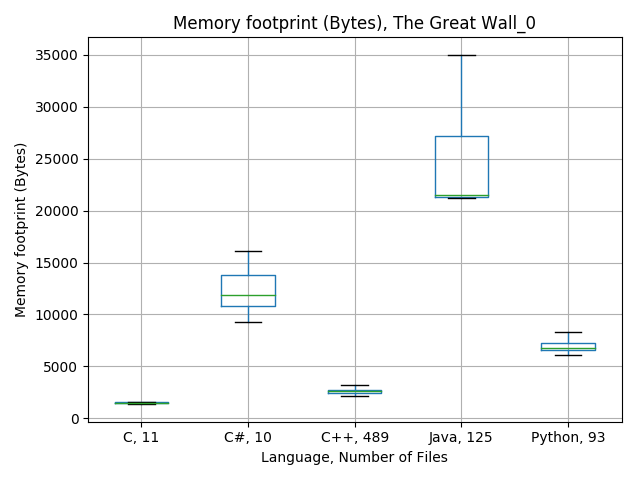 Memory footprint (Bytes), The Great Wall_0
Memory footprint (Bytes)
35000
30000
25000
20000
15000
10000
5000
0
C, 11
C#, 10
C++, 489
Java, 125
Python, 93
Language, Number of Files